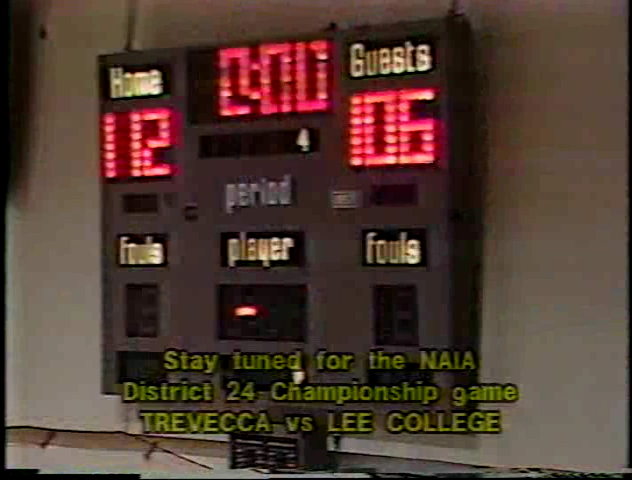 Home 0:00 Guests
112 106
4
period
fouls player fouls
Stay tuned for the NAIA
District 24 Championship game
TREVECCA vs LEE COLLEGE